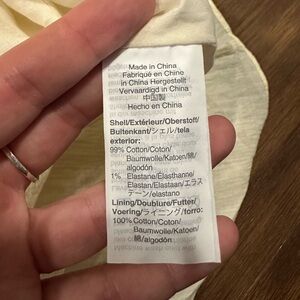 Made in China
Fabriqué en Chine
in China Hergestellt
Vervaardigd in China
中国製
Hecho en China
Shell/Extérieur/Oberstoff/
Buitenkant/シェル/tela
exterior:
99% Cotton/Coton/
Baumwolle/Katoen/綿/
algodón
1% Elastane/Élasthanne/
Elastan/Elastaan/エラス
テーン/elastano
Lining/Doublure/Futter/
Voering/ライニング/forro:
100% Cotton/Coton/
Baumwolle/Katoen/
綿/algodón